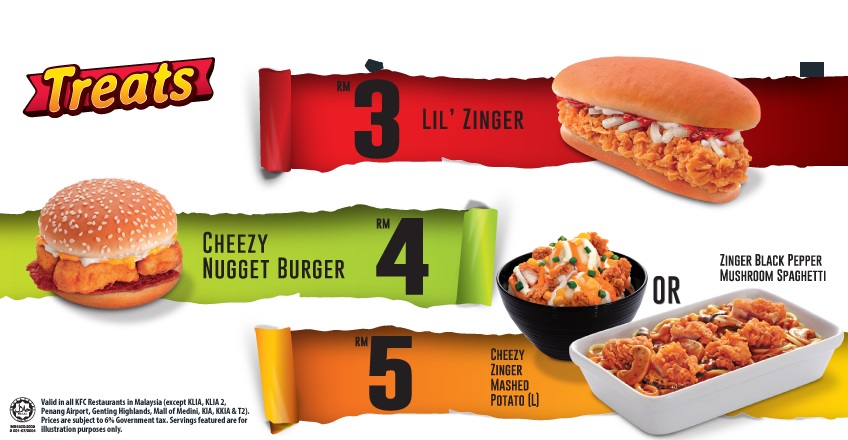 Treats
RM 3 LIL' ZINGER
CHEEZY
NUGGET BURGER
RM 4
RM 5
CHEEZY
ZINGER
MASHED
POTATO (L)
OR
ZINGER BLACK PEPPER
MUSHROOM SPAGHETTI
Valid in all KFC Restaurants in Malaysia (except KLIA, KLIA 2,
Penang Airport, Genting Highlands, Mall of Medini, KIA, KKIA & T2).
Prices are subject to 6% Government tax. Servings featured are for
illustration purposes only.